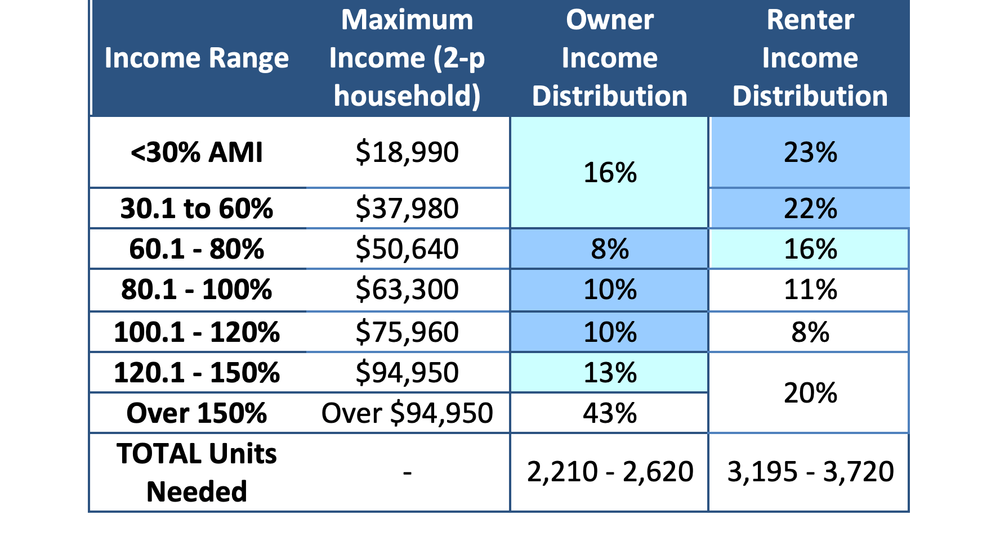 Income Range
Maximum
Income (2-p
household)
Owner
Income
Distribution
Renter
Income
Distribution
<30% AMI
$18,990
16%
23%
30.1 to 60%
$37,980
22%
60.1 - 80%
$50,640
8%
16%
80.1 - 100%
$63,300
10%
11%
100.1 - 120%
$75,960
10%
8%
120.1 - 150%
$94,950
13%
20%
Over 150%
Over $94,950
43%
TOTAL Units
Needed
-
2,210 - 2,620
3,195 - 3,720